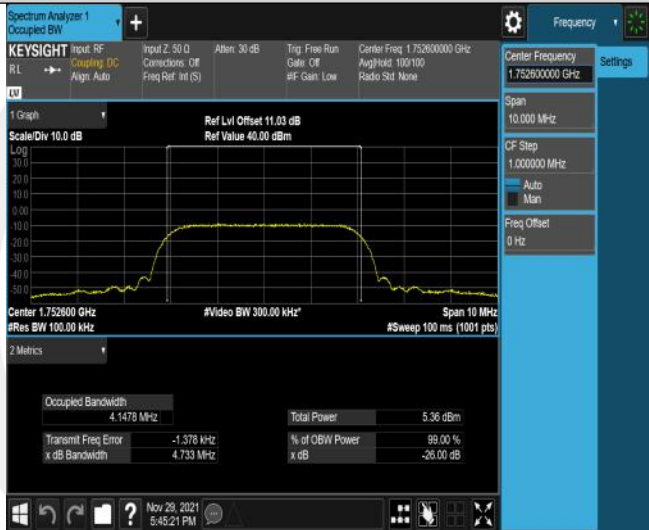 Spectrum Analyzer 1
Occupied BW
Frequency
KEYSIGHT
Input: RF
Coupling: DC
Align: Auto
Input Z: 50 Ω
Corrections: Off
Freq Ref: Int (S)
Atten: 30 dB
Trig: Free Run
Gate: Off
#IF Gain: Low
Center Freq: 1.752600000 GHz
Avg|Hold: 100/100
Radio Std: None
RL
LW
Center Frequency
1.752600000 GHz
Settings
Span
10.000 MHz
CF Step
1.000000 MHz
Auto
Man
Freq Offset
0 Hz
1 Graph
Scale/Div 10.0 dB
Ref Lvl Offset 11.03 dB
Ref Value 40.00 dBm
Log
30.0
20.0
10.0
0.00
-10.0
-20.0
-30.0
-40.0
-50.0
Center 1.752600 GHz
#Video BW 300.00 kHz*
Span 10 MHz
#Res BW 100.00 kHz
#Sweep 100 ms (1001 pts)
2 Metrics
Occupied Bandwidth
4.1478 MHz
Total Power 5.36 dBm
Transmit Freq Error -1.378 kHz
% of OBW Power 99.00 %
x dB Bandwidth 4.733 MHz
x dB -26.00 dB
?
Nov 29, 2021
5:45:21 PM